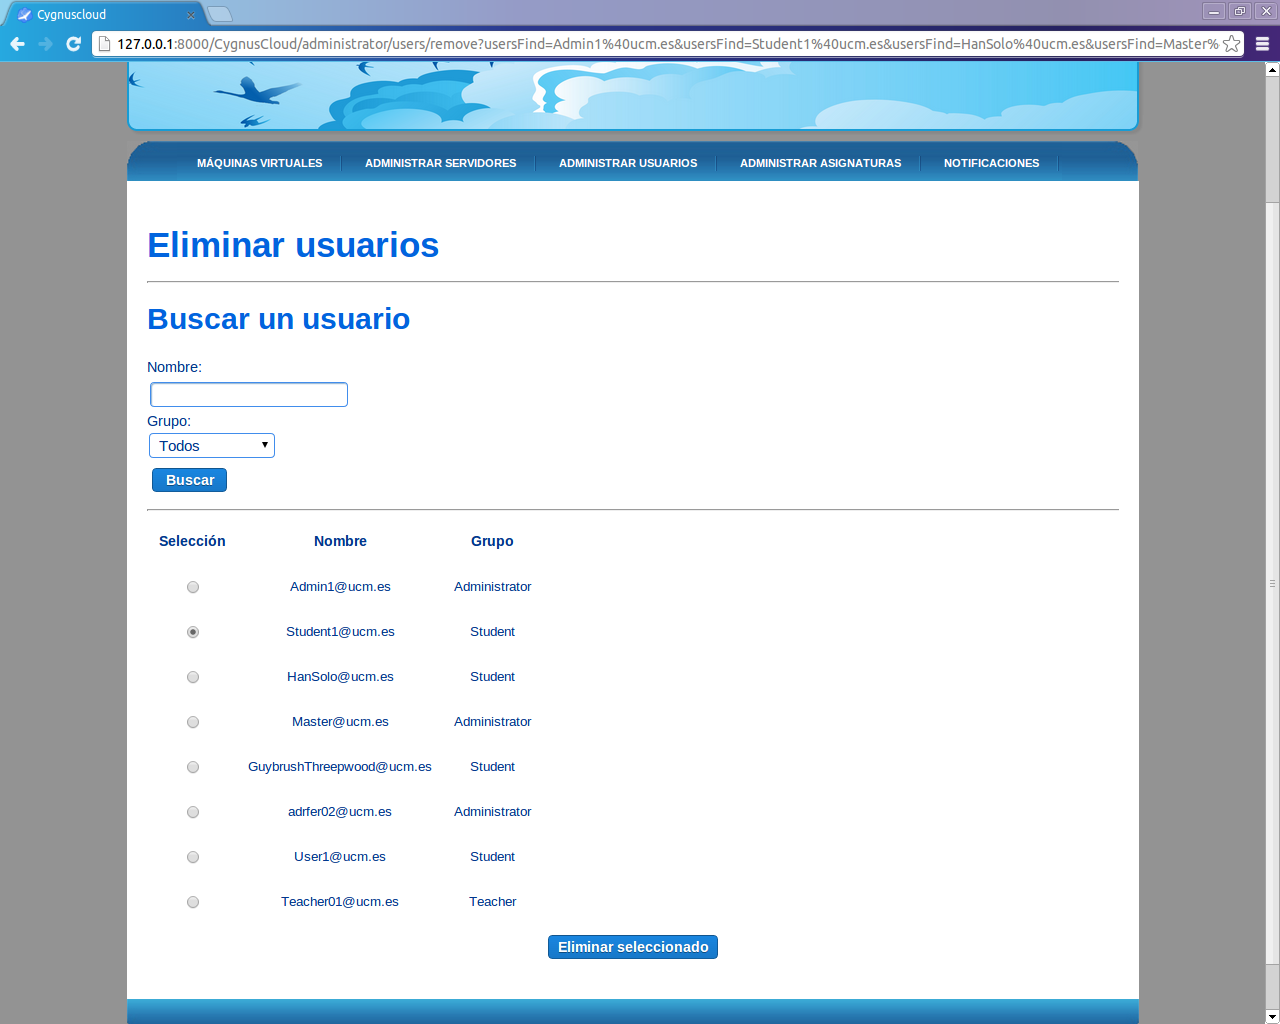 Cygnuscloud
127.0.0.1:8000/CygnusCloud/administrator/users/remove?usersFind=Admin1%40ucm.es&usersFind=Student1%40ucm.es&usersFind=HanSolo%40ucm.es&usersFind=Master%
MÁQUINAS VIRTUALES ADMINISTRAR SERVIDORES ADMINISTRAR USUARIOS ADMINISTRAR ASIGNATURAS NOTIFICACIONES
Eliminar usuarios
Buscar un usuario
Nombre:
Grupo:
Todos
Buscar
Selección Nombre Grupo
Admin1@ucm.es Administrator
Student1@ucm.es Student
HanSolo@ucm.es Student
Master@ucm.es Administrator
GuybrushThreepwood@ucm.es Student
adrfer02@ucm.es Administrator
User1@ucm.es Student
Teacher01@ucm.es Teacher
Eliminar seleccionado